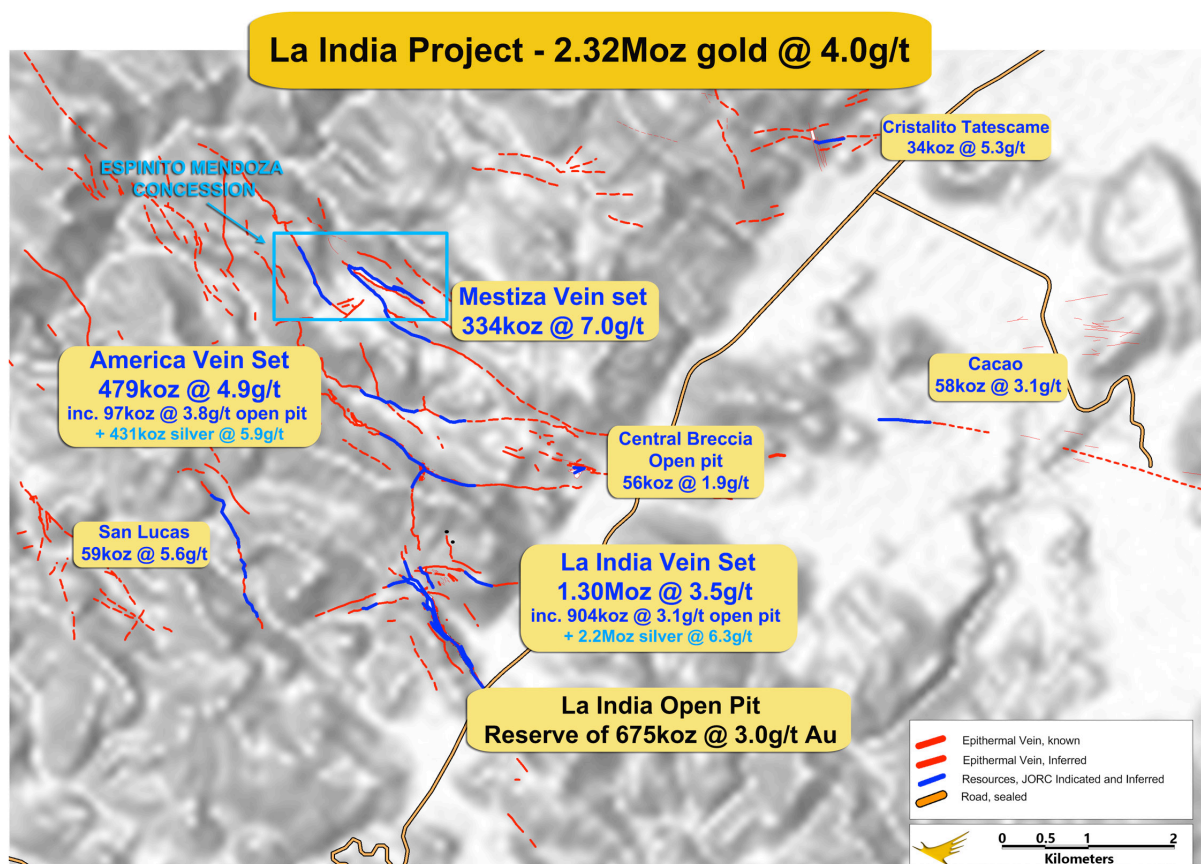 La India Project - 2.32Moz gold @ 4.0g/t
Cristalito Tatescame
34koz @ 5.3g/t
ESPINITO MENDOZA
CONCESSION
Mestiza Vein set
334koz @ 7.0g/t
America Vein Set
479koz @ 4.9g/t
inc. 97koz @ 3.8g/t open pit
+ 431koz silver @ 5.9g/t
Cacao
58koz @ 3.1g/t
Central Breccia
Open pit
56koz @ 1.9g/t
San Lucas
59koz @ 5.6g/t
La India Vein Set
1.30Moz @ 3.5g/t
inc. 904koz @ 3.1g/t open pit
+ 2.2Moz silver @ 6.3g/t
La India Open Pit
Reserve of 675koz @ 3.0g/t Au
Epithermal Vein, known
Epithermal Vein, Inferred
Resources, JORC Indicated and Inferred
Road, sealed
0 0.5 1 2
Kilometers